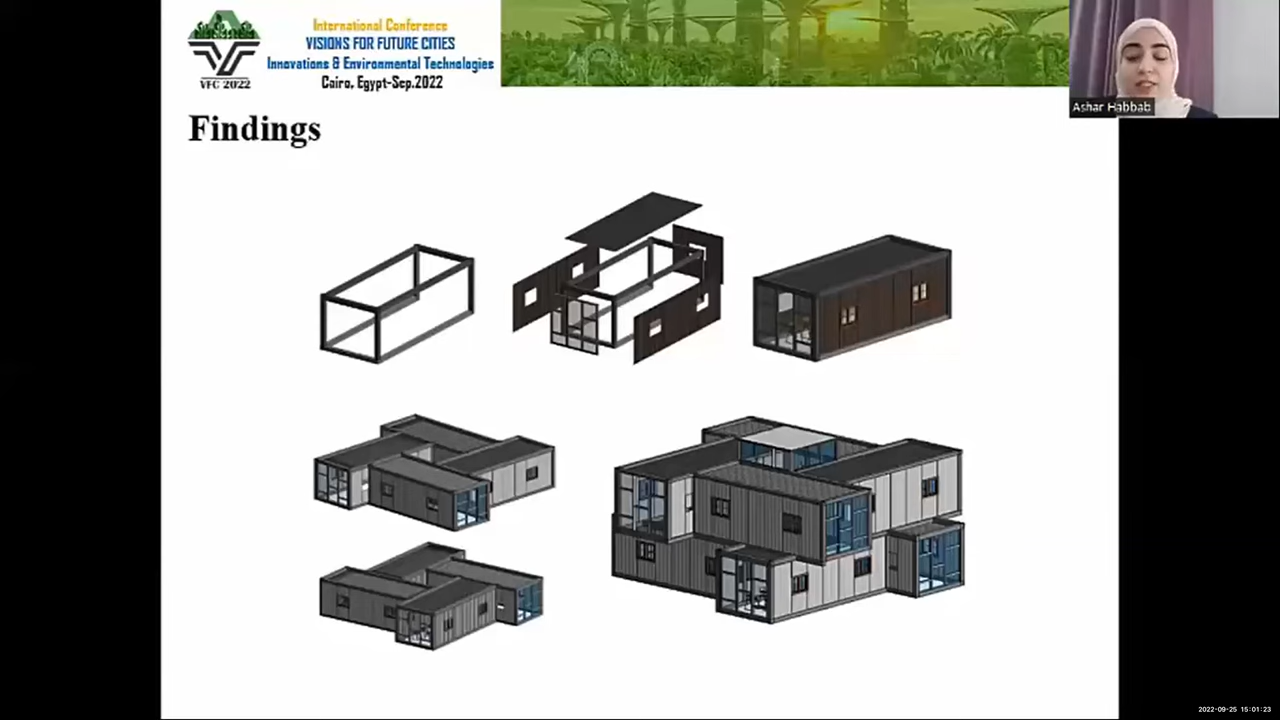 International Conference
VISIONS FOR FUTURE CITIES
Innovations & Environmental Technologies
Cairo, Egypt-Sep.2022
VFC 2022
Ashar Habbab
Findings
2022-09-25 15:01:23